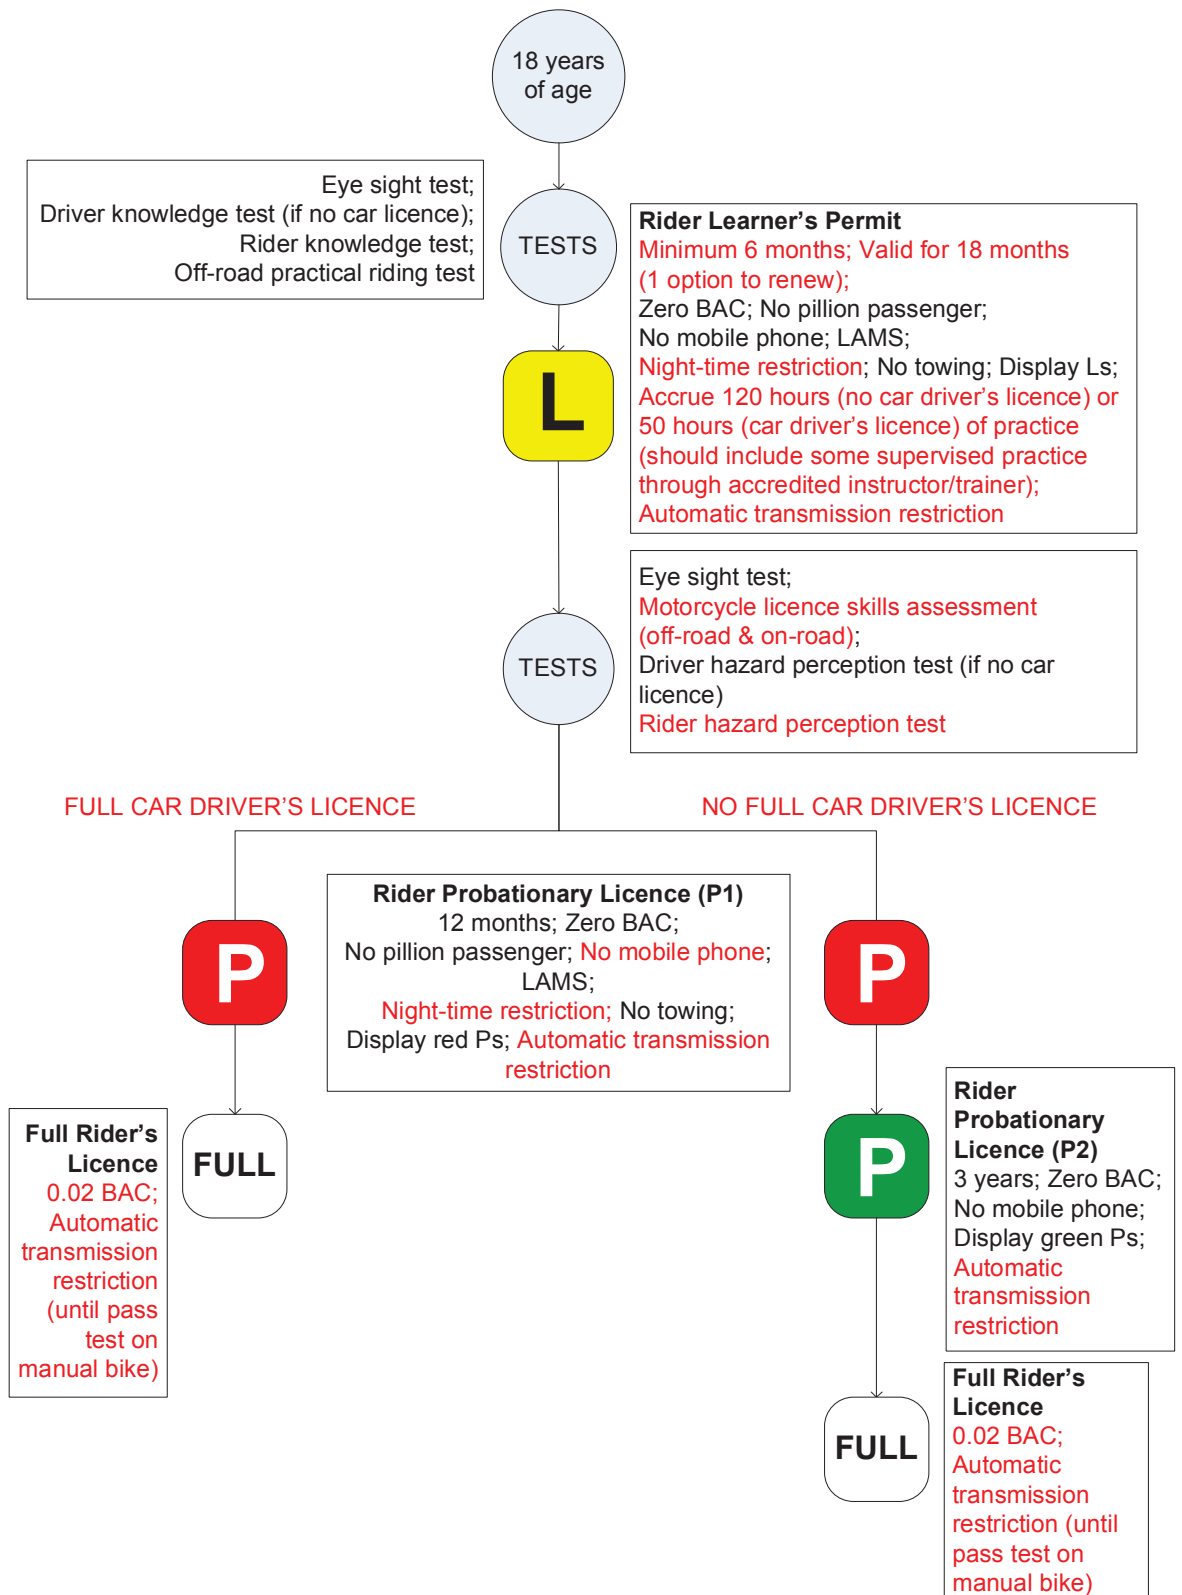 18 years
of age
Eye sight test;
Driver knowledge test (if no car licence);
Rider knowledge test;
Off-road practical riding test
TESTS
Rider Learner's Permit
Minimum 6 months; Valid for 18 months
(1 option to renew);
Zero BAC; No pillion passenger;
No mobile phone; LAMS;
Night-time restriction; No towing; Display Ls;
Accrue 120 hours (no car driver's licence) or
50 hours (car driver's licence) of practice
(should include some supervised practice
through accredited instructor/trainer);
Automatic transmission restriction
L
Eye sight test;
Motorcycle licence skills assessment
(off-road & on-road);
Driver hazard perception test (if no car
licence)
Rider hazard perception test
TESTS
FULL CAR DRIVER'S LICENCE
NO FULL CAR DRIVER'S LICENCE
P
Rider Probationary Licence (P1)
12 months; Zero BAC;
No pillion passenger; No mobile phone;
LAMS;
Night-time restriction; No towing;
Display red Ps; Automatic transmission
restriction
P
Full Rider's
Licence
0.02 BAC;
Automatic
transmission
restriction
(until pass
test on
manual bike)
FULL
P
Rider
Probationary
Licence (P2)
3 years; Zero BAC;
No mobile phone;
Display green Ps;
Automatic
transmission
restriction
FULL
Full Rider's
Licence
0.02 BAC;
Automatic
transmission
restriction (until
pass test on
manual bike)